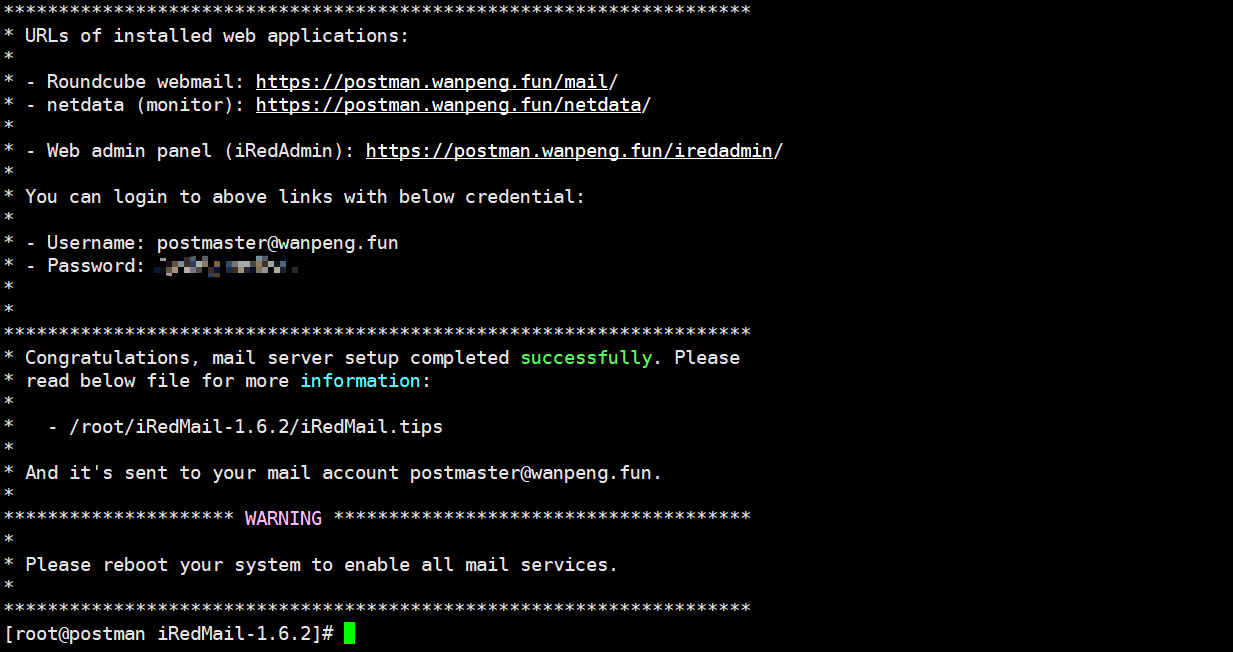 ********************************************************************
* URLs of installed web applications:
*
* - Roundcube webmail: https://postman.wanpeng.fun/mail/
* - netdata (monitor): https://postman.wanpeng.fun/netdata/
*
* - Web admin panel (iRedAdmin): https://postman.wanpeng.fun/iredadmin/
*
* You can login to above links with below credential:
*
* - Username: postmaster@wanpeng.fun
* - Password:
*
*
********************************************************************
* Congratulations, mail server setup completed successfully. Please
* read below file for more information:
*
*   - /root/iRedMail-1.6.2/iRedMail.tips
*
* And it's sent to your mail account postmaster@wanpeng.fun.
*
********************* WARNING **************************************
*
* Please reboot your system to enable all mail services.
*
********************************************************************
[root@postman iRedMail-1.6.2]#